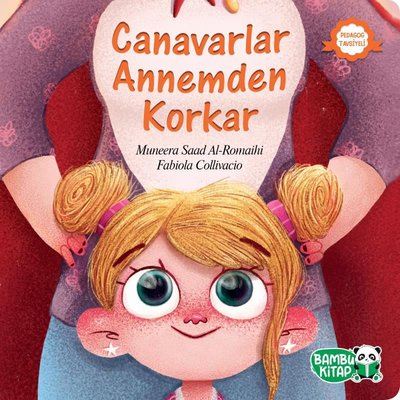 Canavarlar
Annemden
Korkar
PEDAGOG
TAVSİYELİ
Muneera Saad Al-Romaihi
Fabiola Collivacio
BAMBU
KİTAP